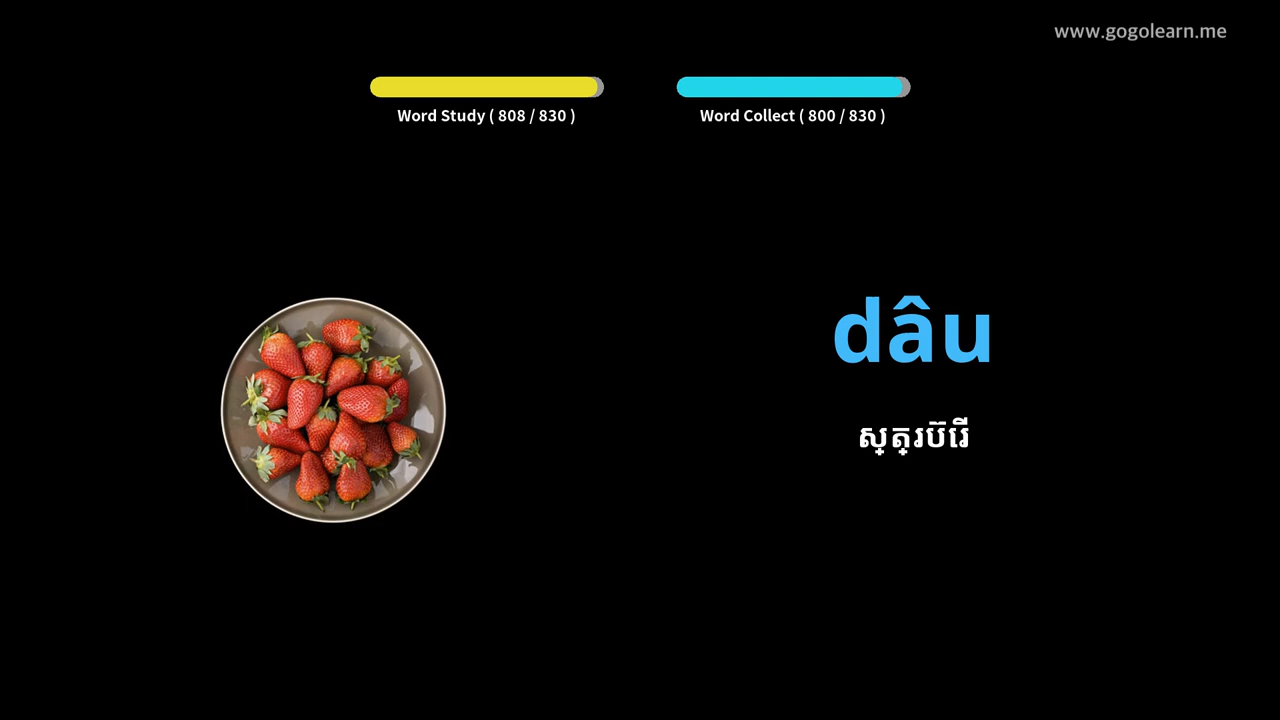 www.gogolearn.me
Word Study ( 808 / 830 )
Word Collect ( 800 / 830 )
dâu
ស្ត្រប៊រើ